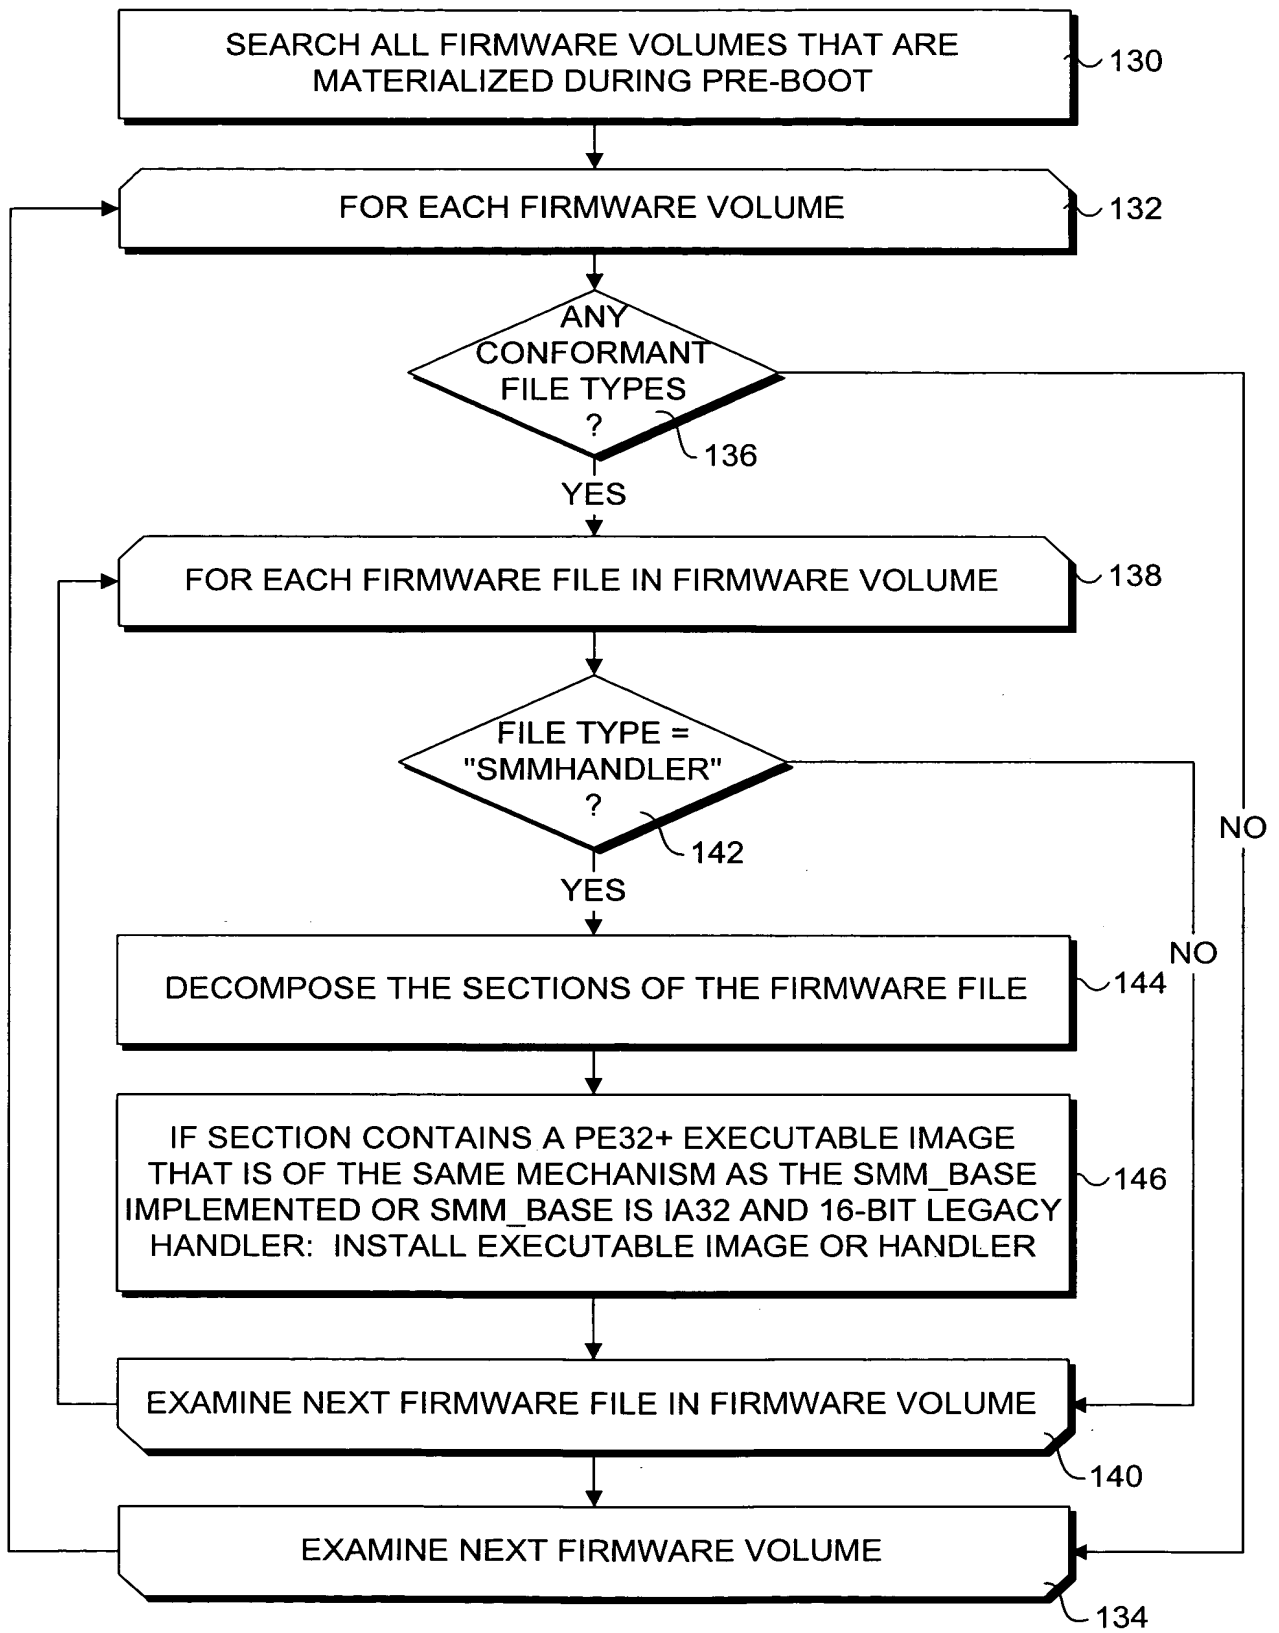 SEARCH ALL FIRMWARE VOLUMES THAT ARE
MATERIALIZED DURING PRE-BOOT
130
FOR EACH FIRMWARE VOLUME
132
ANY
CONFORMANT
FILE TYPES
?
136
YES
FOR EACH FIRMWARE FILE IN FIRMWARE VOLUME
138
FILE TYPE =
"SMMHANDLER"
?
142
NO
YES
NO
DECOMPOSE THE SECTIONS OF THE FIRMWARE FILE
144
IF SECTION CONTAINS A PE32+ EXECUTABLE IMAGE
THAT IS OF THE SAME MECHANISM AS THE SMM_BASE
IMPLEMENTED OR SMM_BASE IS IA32 AND 16-BIT LEGACY
HANDLER: INSTALL EXECUTABLE IMAGE OR HANDLER
146
EXAMINE NEXT FIRMWARE FILE IN FIRMWARE VOLUME
140
EXAMINE NEXT FIRMWARE VOLUME
134